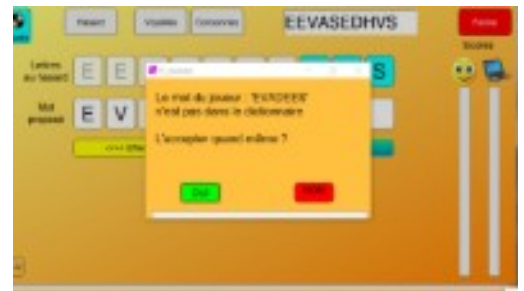 Hasard Voyelles Consonnes EEVASEDHVS
Scores
Lettres
au hasard E E S
Mot
proposé E V
Le mot du joueur : 'EVADEES'
n'est pas dans le dictionnaire
L'accepter quand même ?
Oui